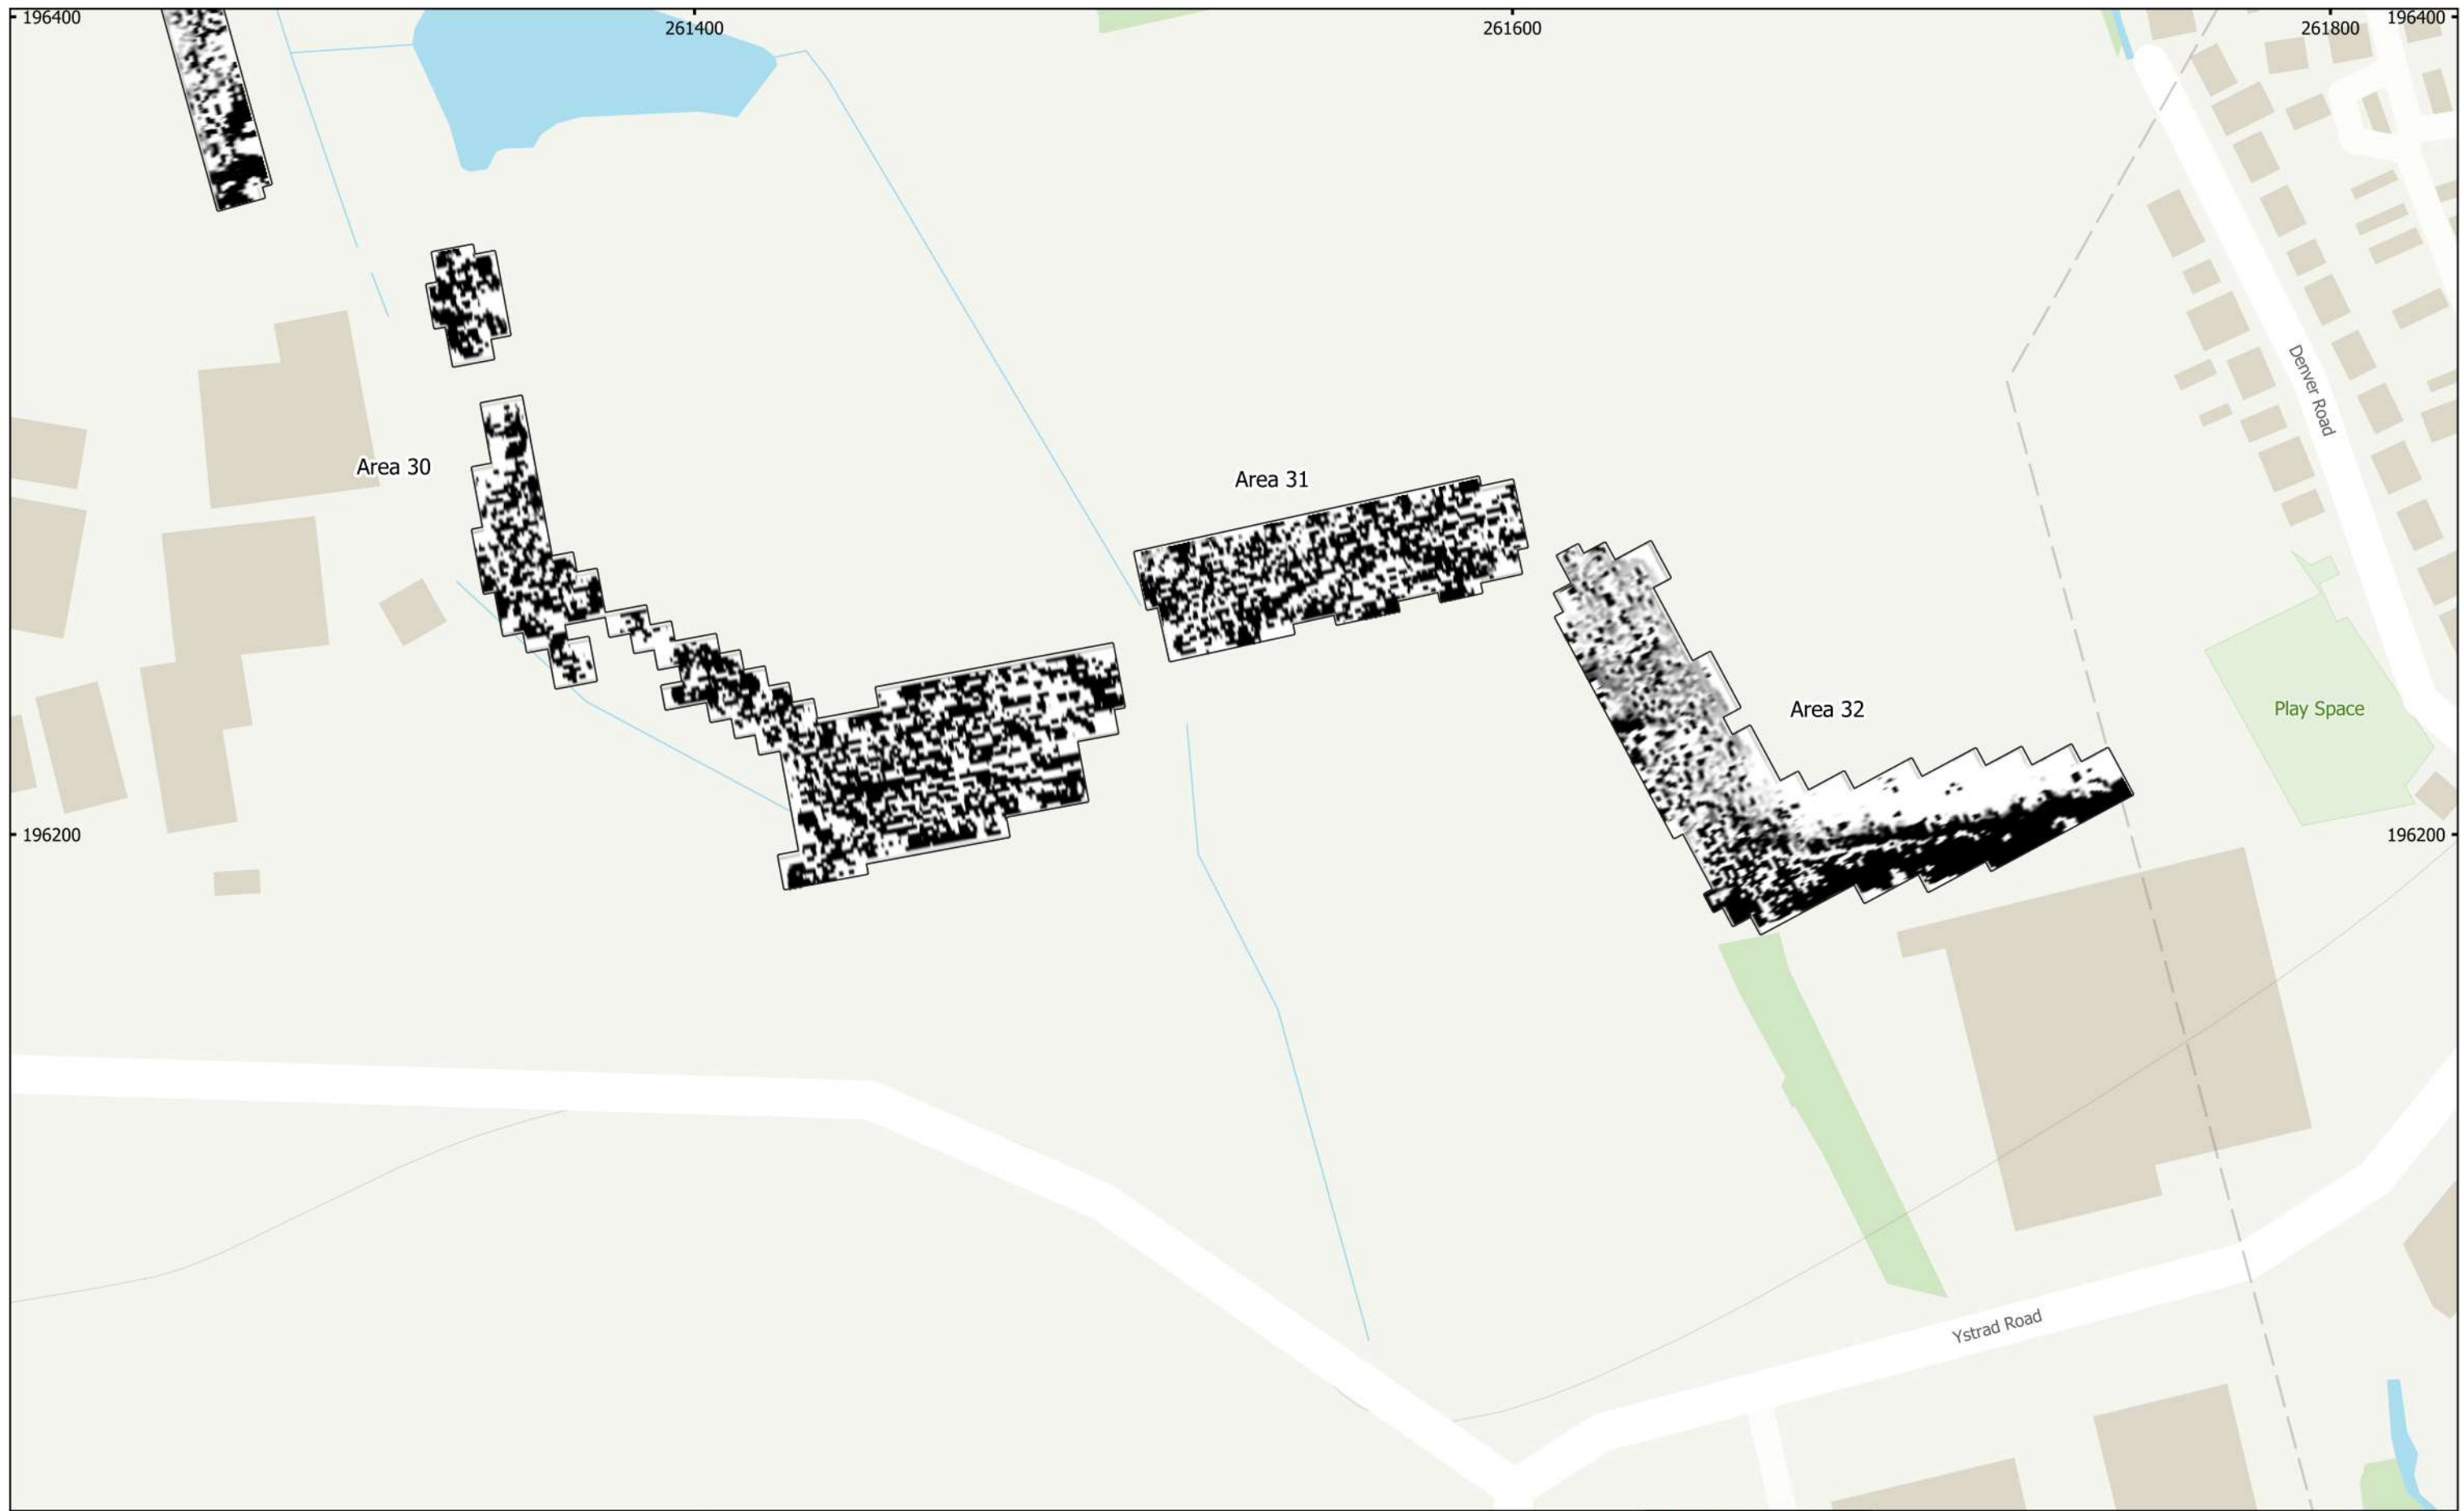 196400
261400
261600
261800
196400
Denver Road
Area 30
Area 31
Area 32
Play Space
196200
196200
Ystrad Road